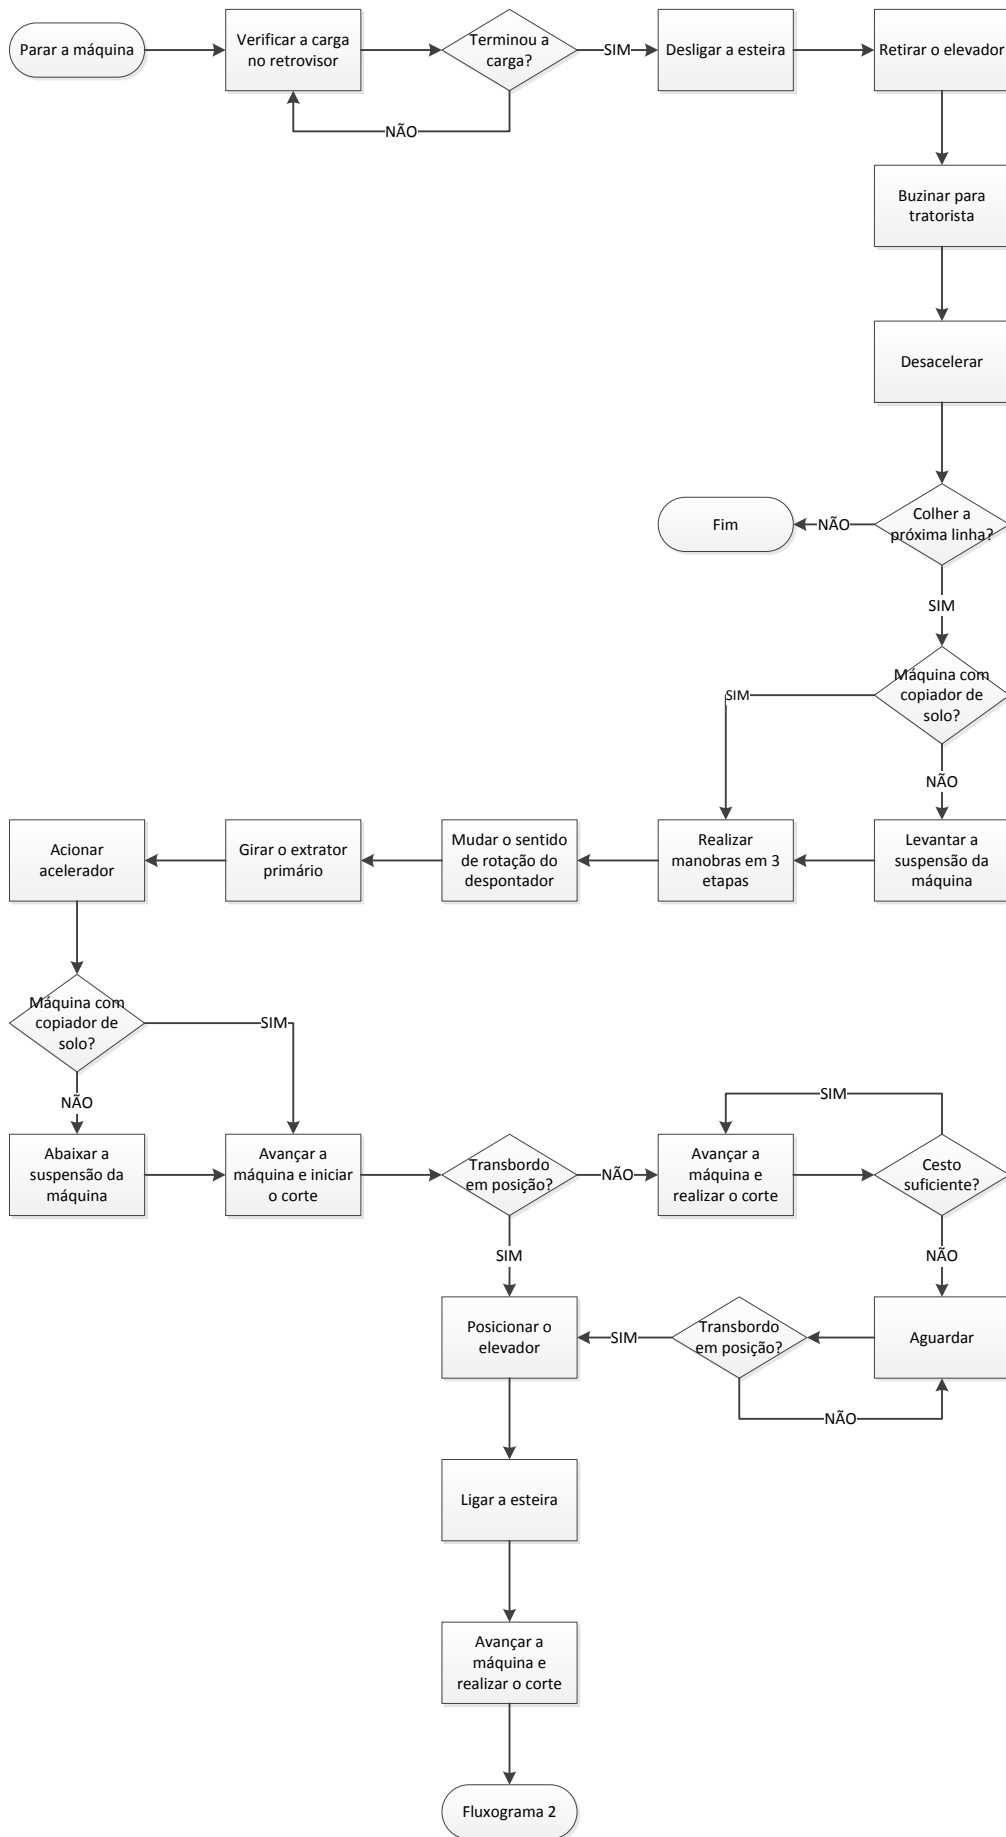 Parar a máquina
Verificar a carga
no retrovisor
Terminou a
carga?
SIM
Desligar a esteira
Retirar o elevador
NÃO
Buzinar para
tratorista
Desacelerar
Colher a
próxima linha?
NÃO
Fim
SIM
Máquina com
copiador de
solo?
SIM
NÃO
Acionar
acelerador
Girar o extrator
primário
Mudar o sentido
de rotação do
despontador
Realizar
manobras em 3
etapas
Levantar a
suspensão da
máquina
Máquina com
copiador de
solo?
SIM
NÃO
SIM
Abaixar a
suspensão da
máquina
Avançar a
máquina e iniciar
o corte
Transbordo
em posição?
NÃO
Avançar a
máquina e
realizar o corte
Cesto
suficiente?
SIM
NÃO
Posicionar o
elevador
SIM
Transbordo
em posição?
Aguardar
NÃO
Ligar a esteira
Avançar a
máquina e
realizar o corte
Fluxograma 2